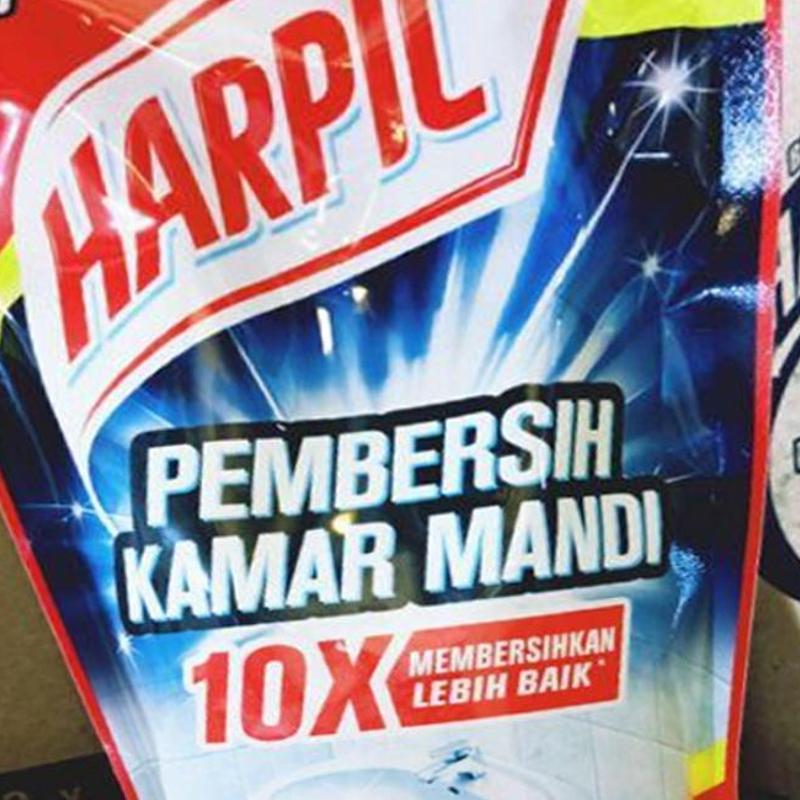 HARPIC
PEMBERSIH
KAMAR MANDI
10X
MEMBERSIHKAN
LEBIH BAIK*